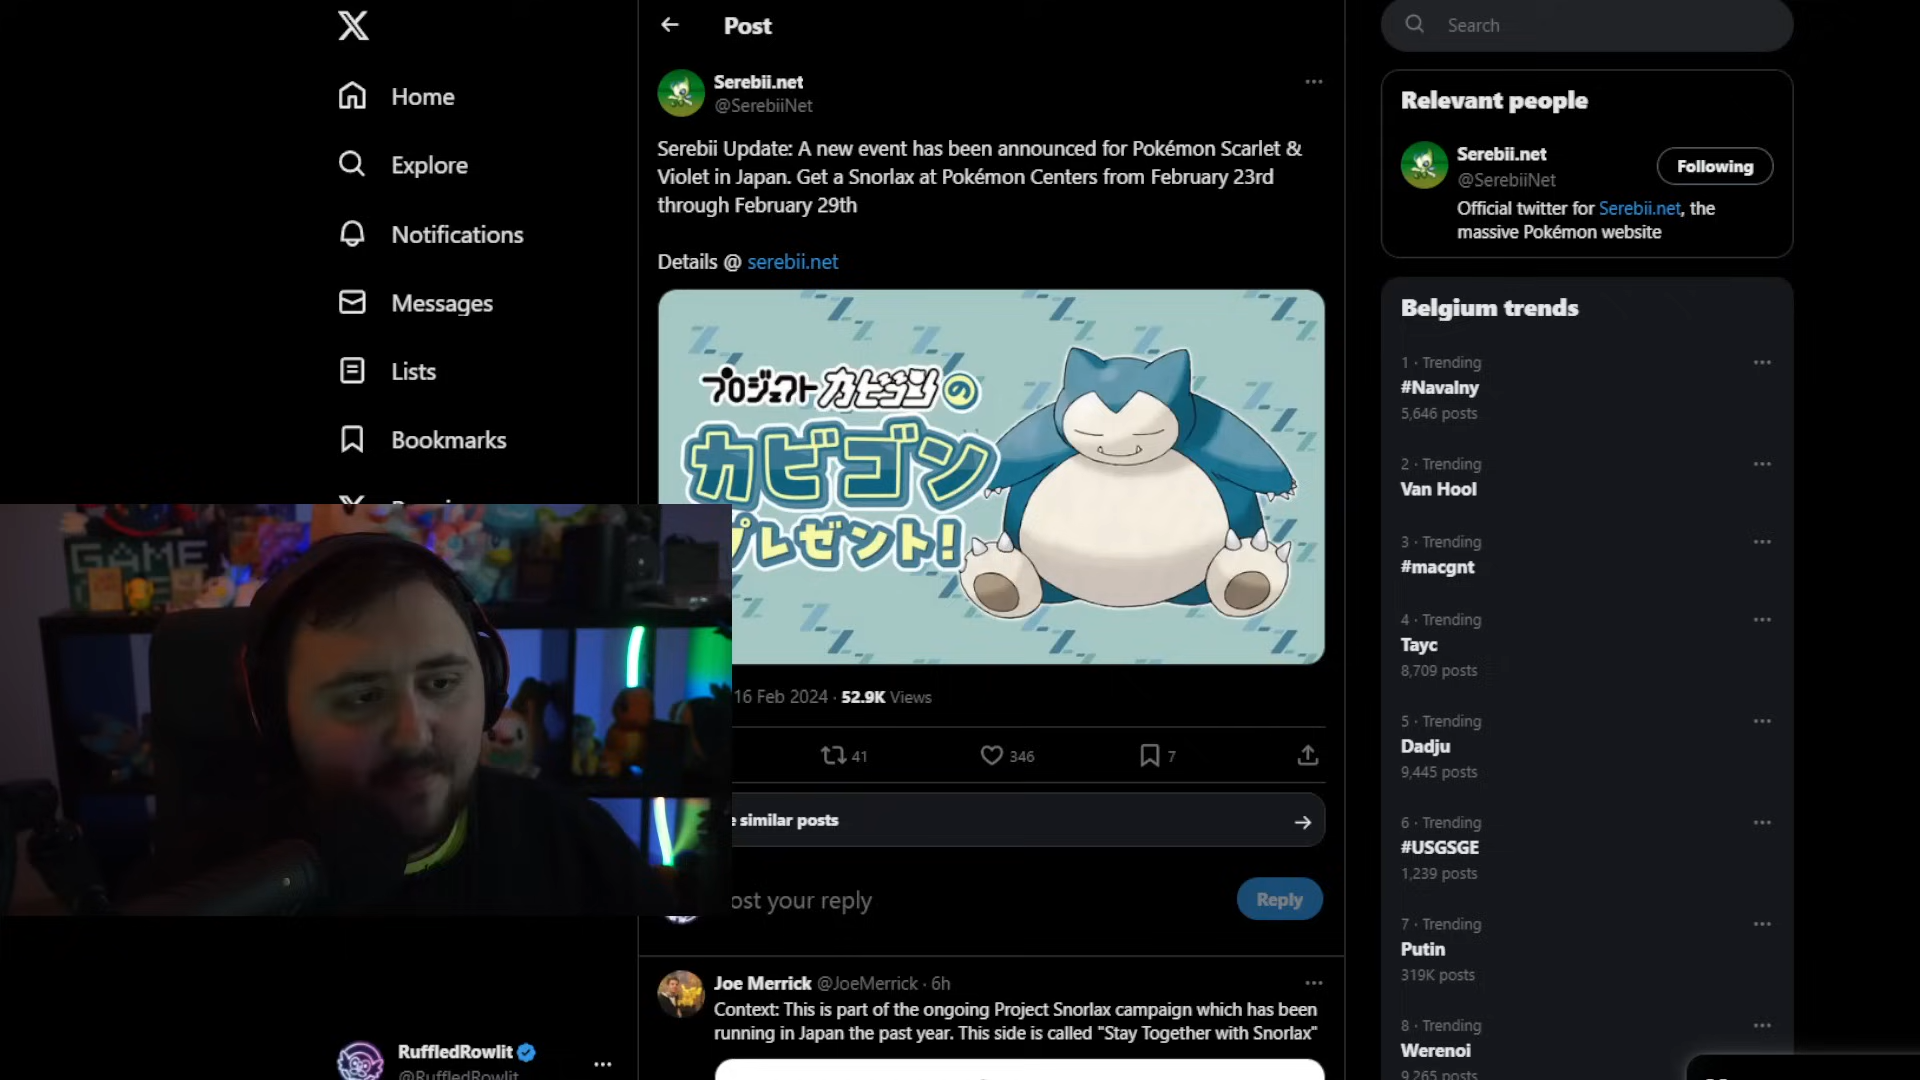 Post
Search
Home
Explore
Notifications
Messages
Lists
Bookmarks
Serebii.net
@SerebiiNet
Serebii Update: A new event has been announced for Pokémon Scarlet &
Violet in Japan. Get a Snorlax at Pokémon Centers from February 23rd
through February 29th
Details @ serebii.net
プロジェクトカビゴンの
カビゴン
プレゼント!
16 Feb 2024 · 52.9K Views
41
346
7
similar posts
ost your reply
Reply
Joe Merrick @JoeMerrick · 6h
Context: This is part of the ongoing Project Snorlax campaign which has been
running in Japan the past year. This side is called "Stay Together with Snorlax"
GAME
RuffledRowlit
@RuffledRowlit
Relevant people
Serebii.net
@SerebiiNet
Following
Official twitter for Serebii.net, the
massive Pokémon website
Belgium trends
1 · Trending
#Navalny
5,646 posts
2 · Trending
Van Hool
3 · Trending
#macgnt
4 · Trending
Tayc
8,709 posts
5 · Trending
Dadju
9,445 posts
6 · Trending
#USGSGE
1,239 posts
7 · Trending
Putin
319K posts
8 · Trending
Werenoi
9,265 posts